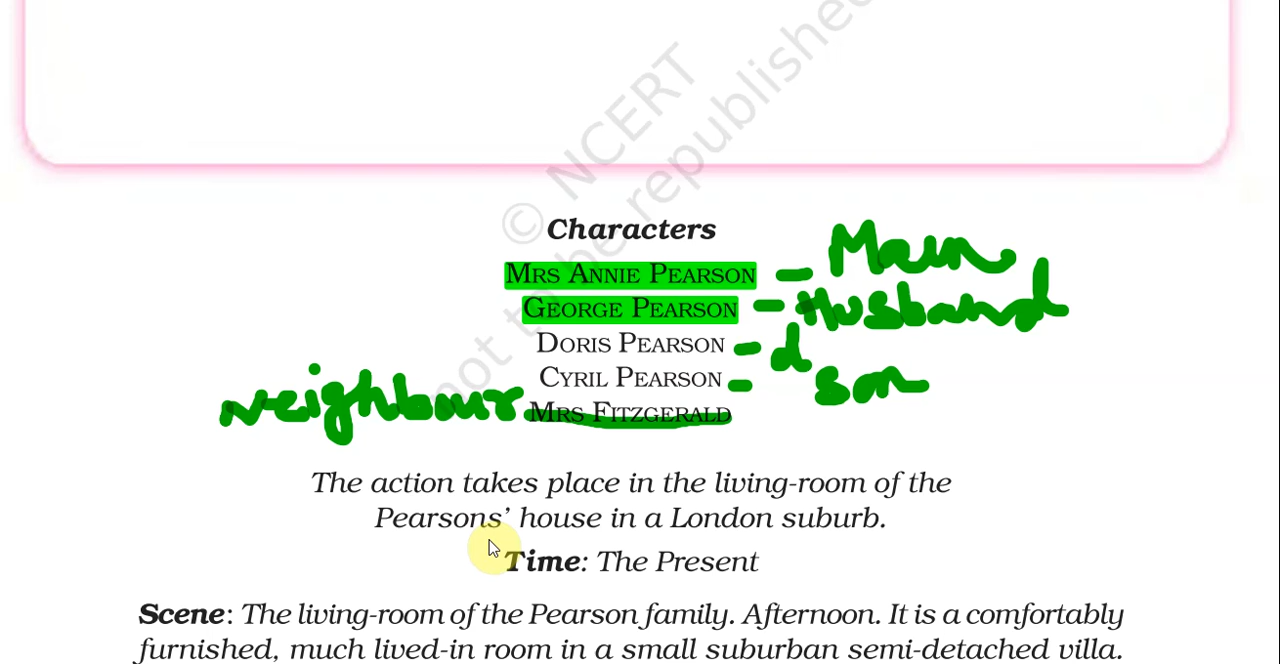 © NCERT
not to be republished
Characters
MRS ANNIE PEARSON - Main
GEORGE PEARSON - Husband
DORIS PEARSON - d
CYRIL PEARSON - son
Neighbour MRS FITZGERALD
The action takes place in the living-room of the
Pearsons' house in a London suburb.
Time: The Present
Scene: The living-room of the Pearson family. Afternoon. It is a comfortably
furnished, much lived-in room in a small suburban semi-detached villa.